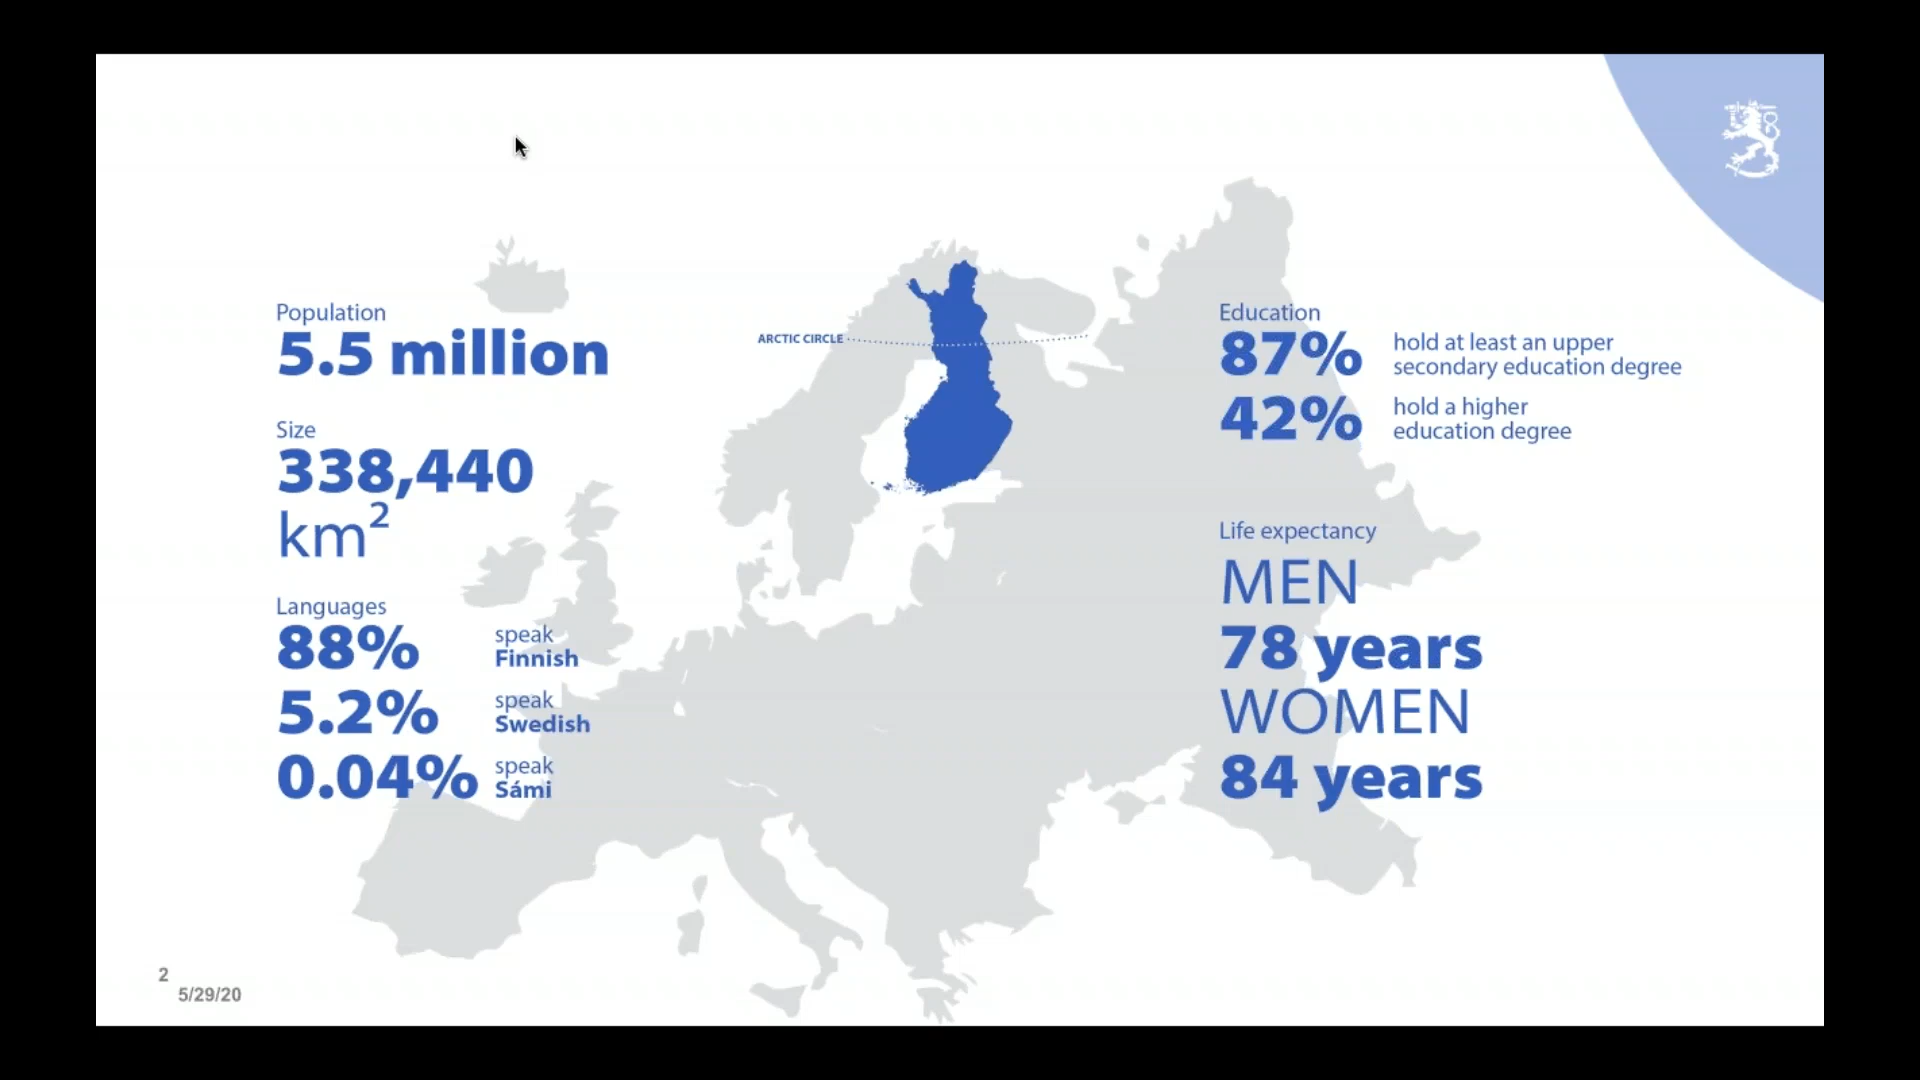 Population
5.5 million
Size
338,440
km²
Languages
88% speak
Finnish
5.2% speak
Swedish
0.04% speak
Sámi
ARCTIC CIRCLE
Education
87% hold at least an upper
secondary education degree
42% hold a higher
education degree
Life expectancy
MEN
78 years
WOMEN
84 years
2
5/29/20